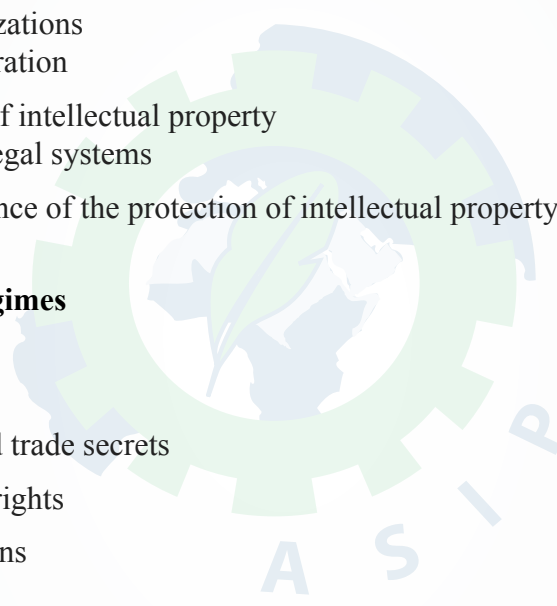 zations
ration
f intellectual property
egal systems
nce of the protection of intellectual property
gimes
d trade secrets
rights
ns
A S I P